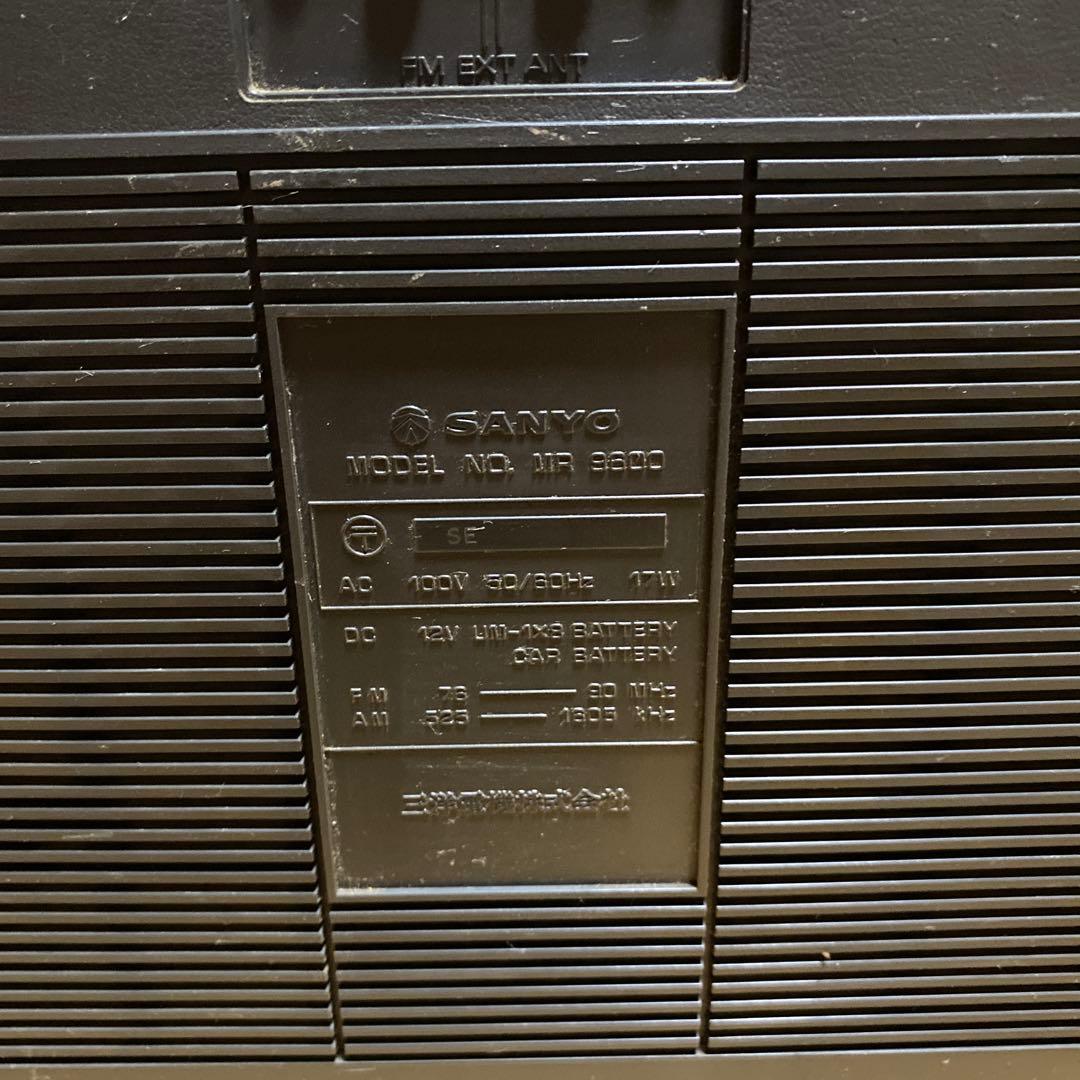 FM EXT ANT
SANYO
MODEL NO. MR 9600
T SE
AC 100V 50/60Hz 17W
DC 12V UM-1X8 BATTERY
CAR BATTERY
FM 76 — 90 MHz
AM 525 — 1605 kHz
三洋電機株式会社